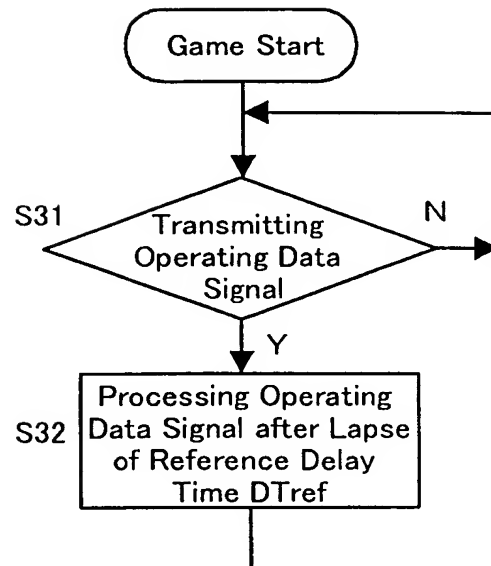 Game Start
S31
Transmitting
Operating Data
Signal
N
Y
S32
Processing Operating
Data Signal after Lapse
of Reference Delay
Time DTref